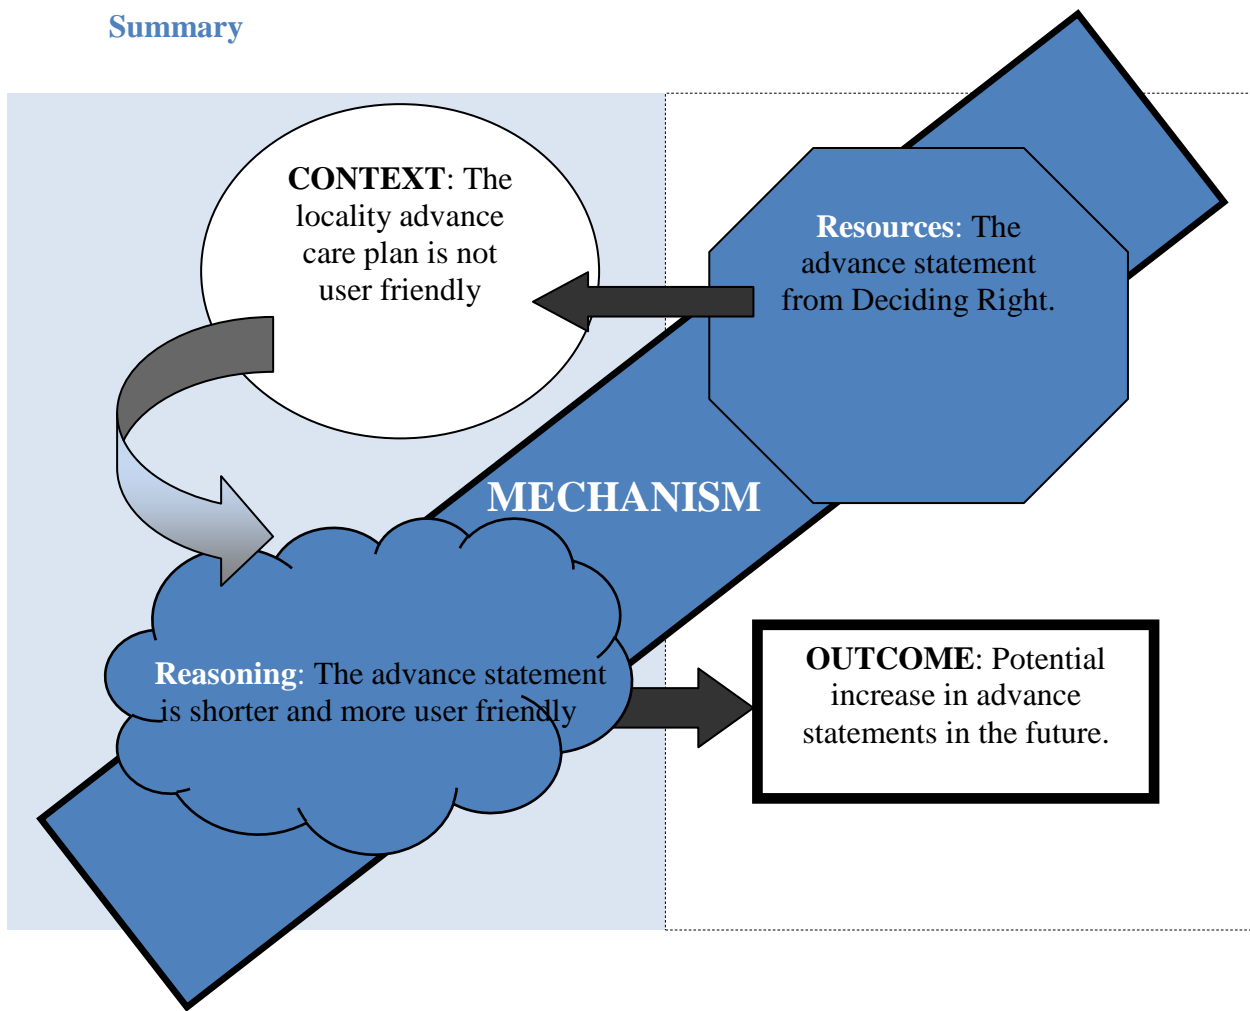 Summary
CONTEXT: The
locality advance
care plan is not
user friendly
Resources: The
advance statement
from Deciding Right.
MECHANISM
Reasoning: The advance statement
is shorter and more user friendly
OUTCOME: Potential
increase in advance
statements in the future.